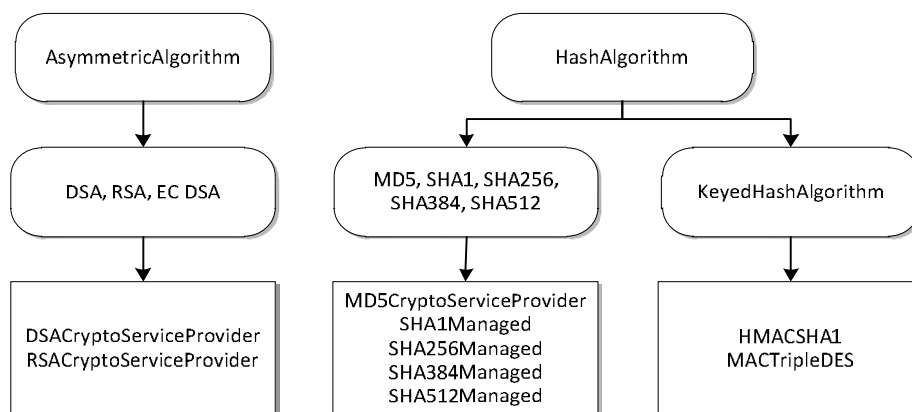 AsymmetricAlgorithm
HashAlgorithm
DSA, RSA, EC DSA
MD5, SHA1, SHA256,
SHA384, SHA512
KeyedHashAlgorithm
DSACryptoServiceProvider
RSACryptoServiceProvider
MD5CryptoServiceProvider
SHA1Managed
SHA256Managed
SHA384Managed
SHA512Managed
HMACSHA1
MACTripleDES